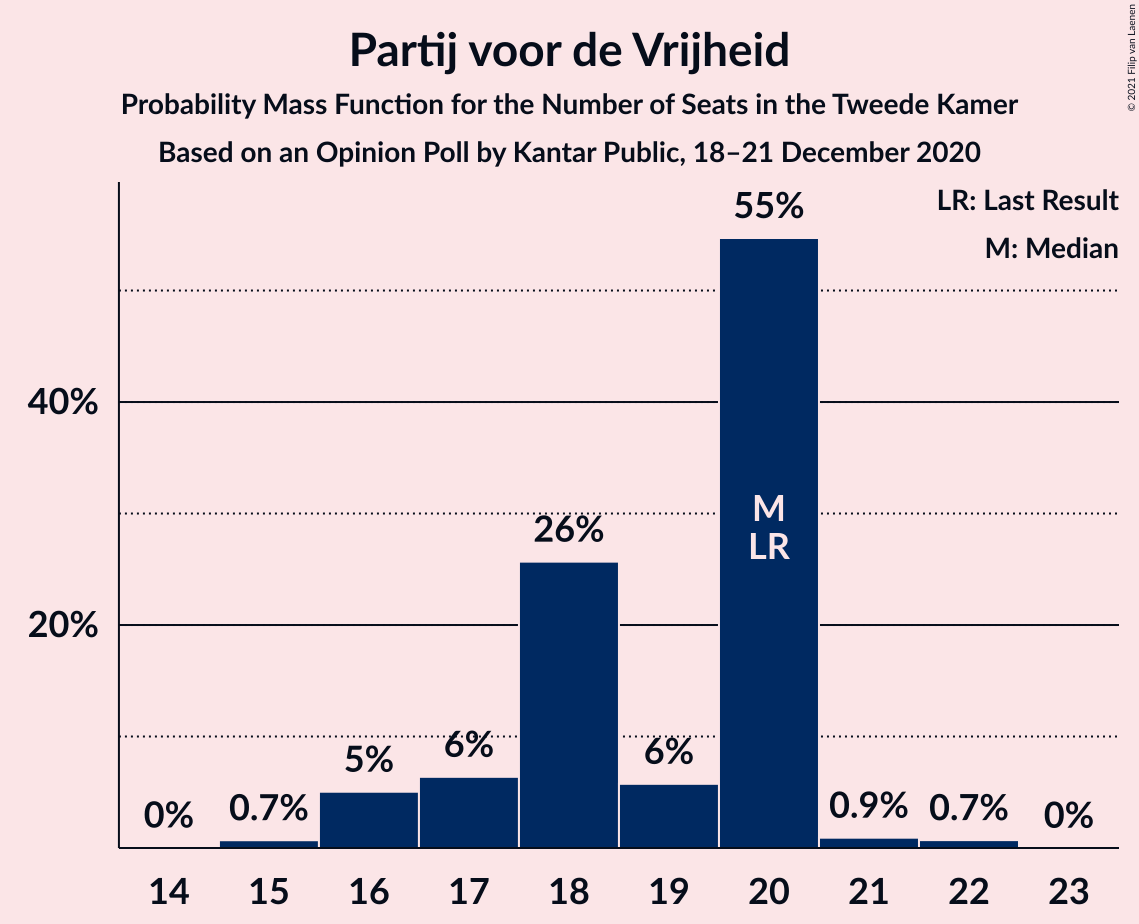 Partij voor de Vrijheid
Probability Mass Function for the Number of Seats in the Tweede Kamer
Based on an Opinion Poll by Kantar Public, 18–21 December 2020
© 2021 Filip van Laenen
LR: Last Result
M: Median
55%
40%
M
LR
26%
20%
6%
6%
5%
0.9%
0.7%
0.7%
0%
0%
14 15 16 17 18 19 20 21 22 23